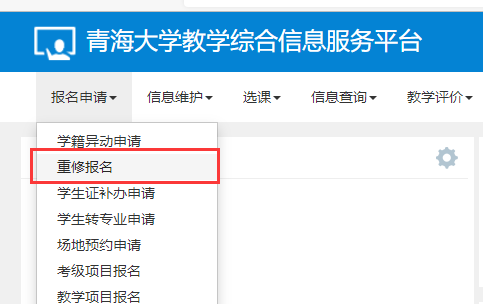 青海大学教学综合信息服务平台
报名申请 信息维护 选课 信息查询 教学评价
学籍异动申请
重修报名
学生证补办申请
学生转专业申请
场地预约申请
考级项目报名
教学项目报名